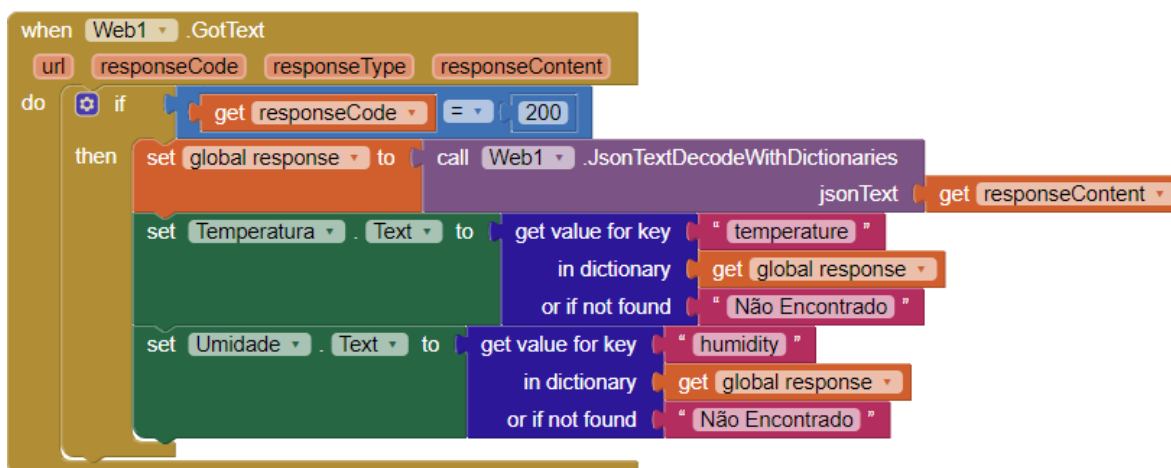 when Web1 .GotText
url responseCode responseType responseContent
do if get responseCode = 200
then set global response to call Web1 .JsonTextDecodeWithDictionaries
jsonText get responseContent
set Temperatura . Text to get value for key " temperature "
in dictionary get global response
or if not found " Não Encontrado "
set Umidade . Text to get value for key " humidity "
in dictionary get global response
or if not found " Não Encontrado "